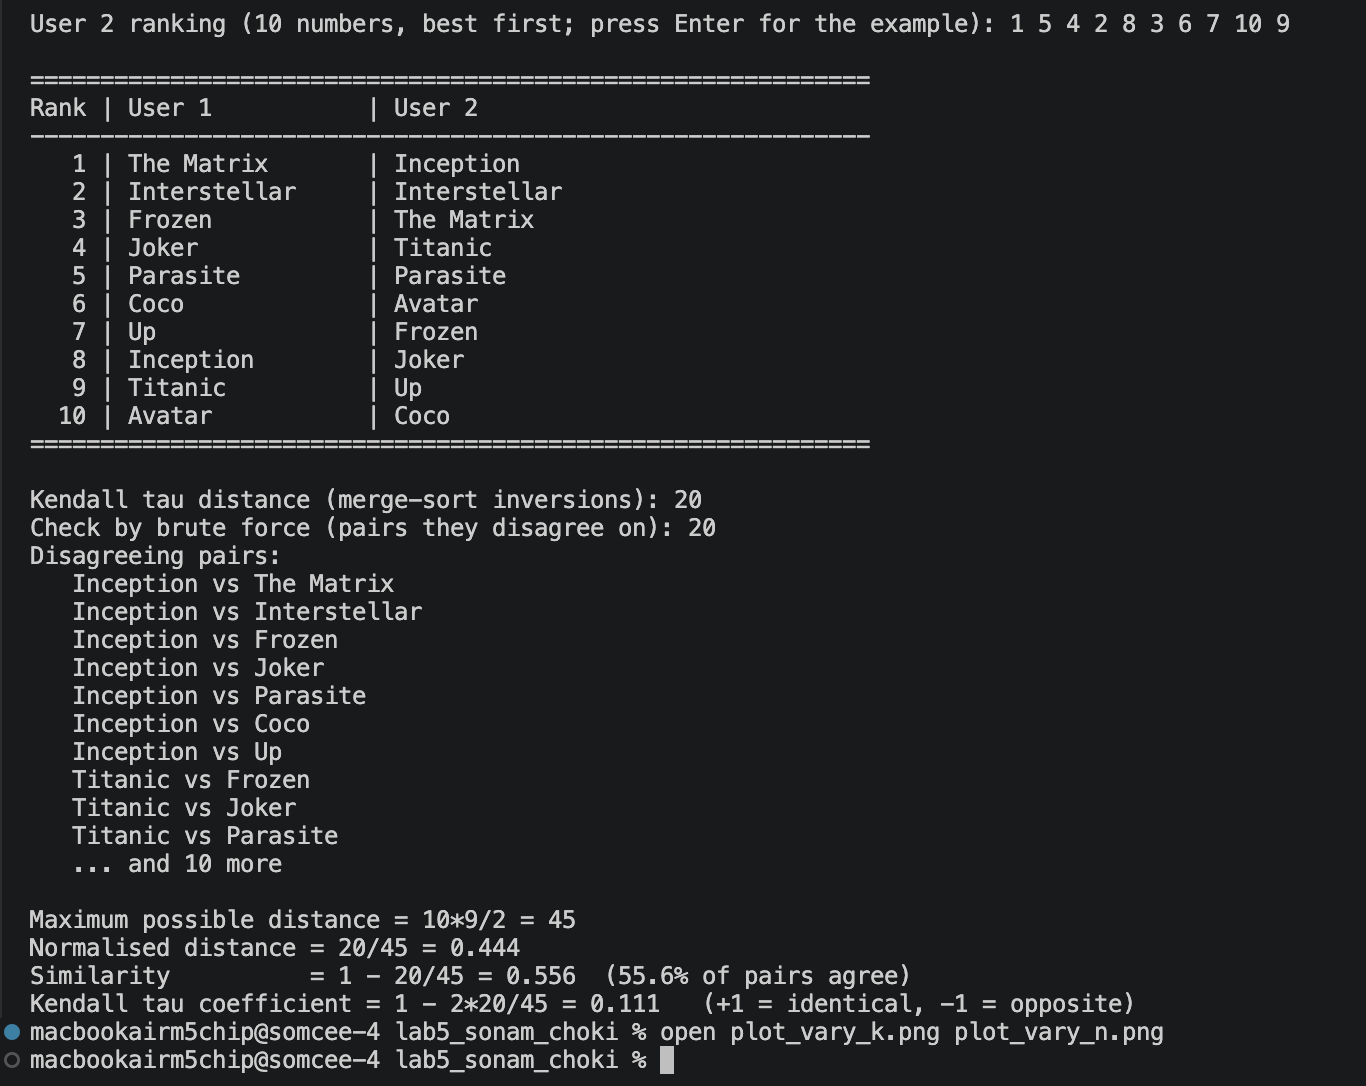 User 2 ranking (10 numbers, best first; press Enter for the example): 1 5 4 2 8 3 6 7 10 9
============================================================
Rank | User 1           | User 2
------------------------------------------------------------
   1 | The Matrix       | Inception
   2 | Interstellar     | Interstellar
   3 | Frozen           | The Matrix
   4 | Joker            | Titanic
   5 | Parasite         | Parasite
   6 | Coco             | Avatar
   7 | Up               | Frozen
   8 | Inception        | Joker
   9 | Titanic          | Up
  10 | Avatar           | Coco
============================================================
Kendall tau distance (merge-sort inversions): 20
Check by brute force (pairs they disagree on): 20
Disagreeing pairs:
   Inception vs The Matrix
   Inception vs Interstellar
   Inception vs Frozen
   Inception vs Joker
   Inception vs Parasite
   Inception vs Coco
   Inception vs Up
   Titanic vs Frozen
   Titanic vs Joker
   Titanic vs Parasite
   ... and 10 more
Maximum possible distance = 10*9/2 = 45
Normalised distance = 20/45 = 0.444
Similarity          = 1 - 20/45 = 0.556  (55.6% of pairs agree)
Kendall tau coefficient = 1 - 2*20/45 = 0.111   (+1 = identical, -1 = opposite)
macbookairm5chip@somcee-4 lab5_sonam_choki % open plot_vary_k.png plot_vary_n.png
macbookairm5chip@somcee-4 lab5_sonam_choki %